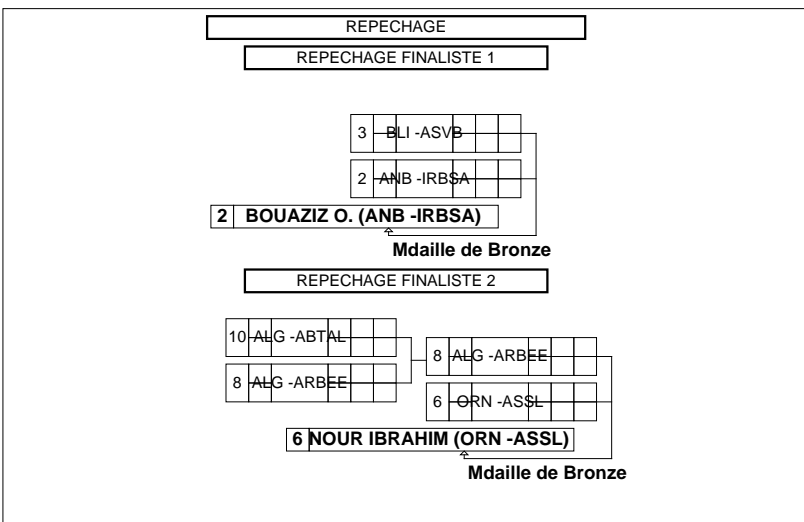 REPECHAGE
REPECHAGE FINALISTE 1
3 BLI -ASVB
2 ANB -IRBSA
2 BOUAZIZ O. (ANB -IRBSA)
Mdaille de Bronze
REPECHAGE FINALISTE 2
10 ALG -ABTAL
8 ALG -ARBEE
8 ALG -ARBEE
6 ORN -ASSL
6 NOUR IBRAHIM (ORN -ASSL)
Mdaille de Bronze